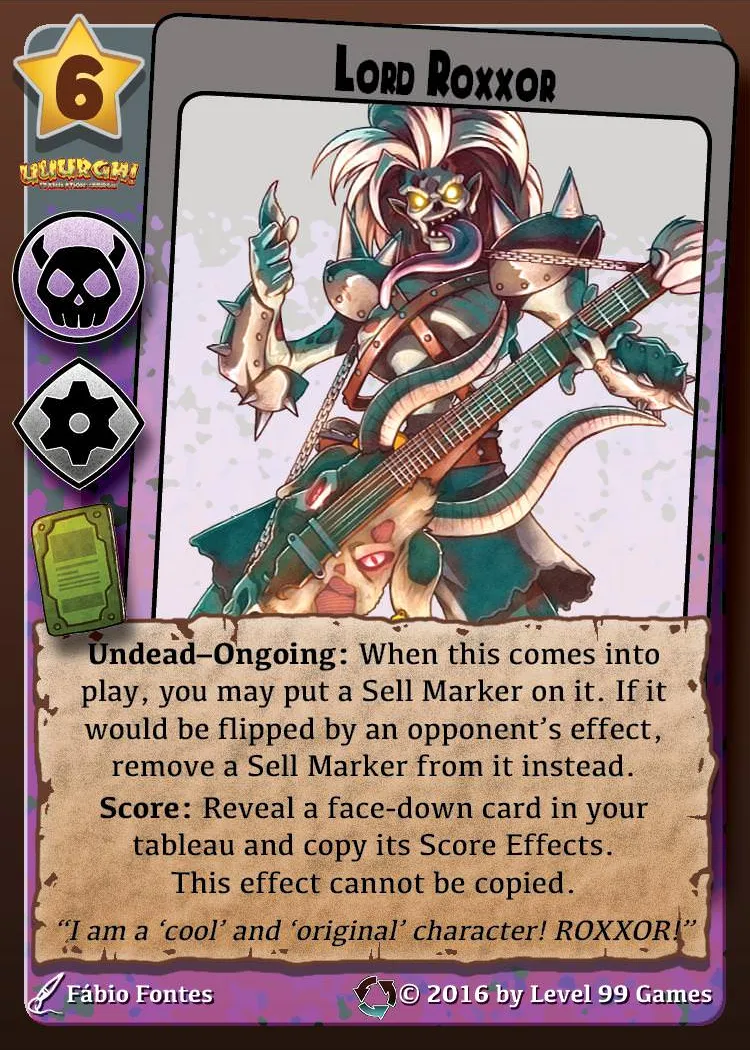 6
LORD ROXXOR
UUURGH!
Undead–Ongoing: When this comes into
play, you may put a Sell Marker on it. If it
would be flipped by an opponent’s effect,
remove a Sell Marker from it instead.
Score: Reveal a face-down card in your
tableau and copy its Score Effects.
This effect cannot be copied.
“I am a ‘cool’ and ‘original’ character! ROXXOR!”
Fábio Fontes
© 2016 by Level 99 Games